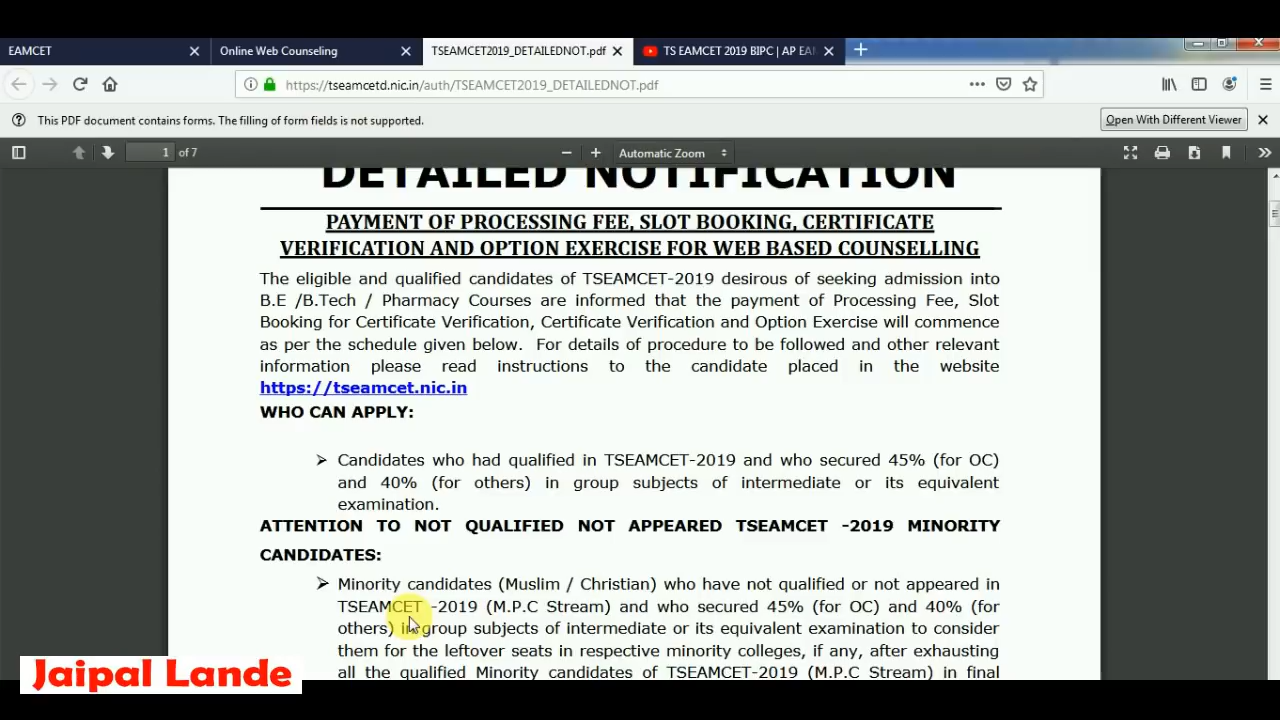 EAMCET
Online Web Counseling
TSEAMCET2019_DETAILEDNOT.pdf
TS EAMCET 2019 BIPC | AP EAM
https://tseamcetd.nic.in/auth/TSEAMCET2019_DETAILEDNOT.pdf
This PDF document contains forms. The filling of form fields is not supported.
Open With Different Viewer
1 of 7
Automatic Zoom
DETAILED NOTIFICATION
PAYMENT OF PROCESSING FEE, SLOT BOOKING, CERTIFICATE
VERIFICATION AND OPTION EXERCISE FOR WEB BASED COUNSELLING
The eligible and qualified candidates of TSEAMCET-2019 desirous of seeking admission into
B.E /B.Tech / Pharmacy Courses are informed that the payment of Processing Fee, Slot
Booking for Certificate Verification, Certificate Verification and Option Exercise will commence
as per the schedule given below. For details of procedure to be followed and other relevant
information please read instructions to the candidate placed in the website
https://tseamcet.nic.in
WHO CAN APPLY:
➢ Candidates who had qualified in TSEAMCET-2019 and who secured 45% (for OC)
and 40% (for others) in group subjects of intermediate or its equivalent
examination.
ATTENTION TO NOT QUALIFIED NOT APPEARED TSEAMCET -2019 MINORITY
CANDIDATES:
➢ Minority candidates (Muslim / Christian) who have not qualified or not appeared in
TSEAMCET -2019 (M.P.C Stream) and who secured 45% (for OC) and 40% (for
others) in group subjects of intermediate or its equivalent examination to consider
them for the leftover seats in respective minority colleges, if any, after exhausting
all the qualified Minority candidates of TSEAMCET-2019 (M.P.C Stream) in final
Jaipal Lande